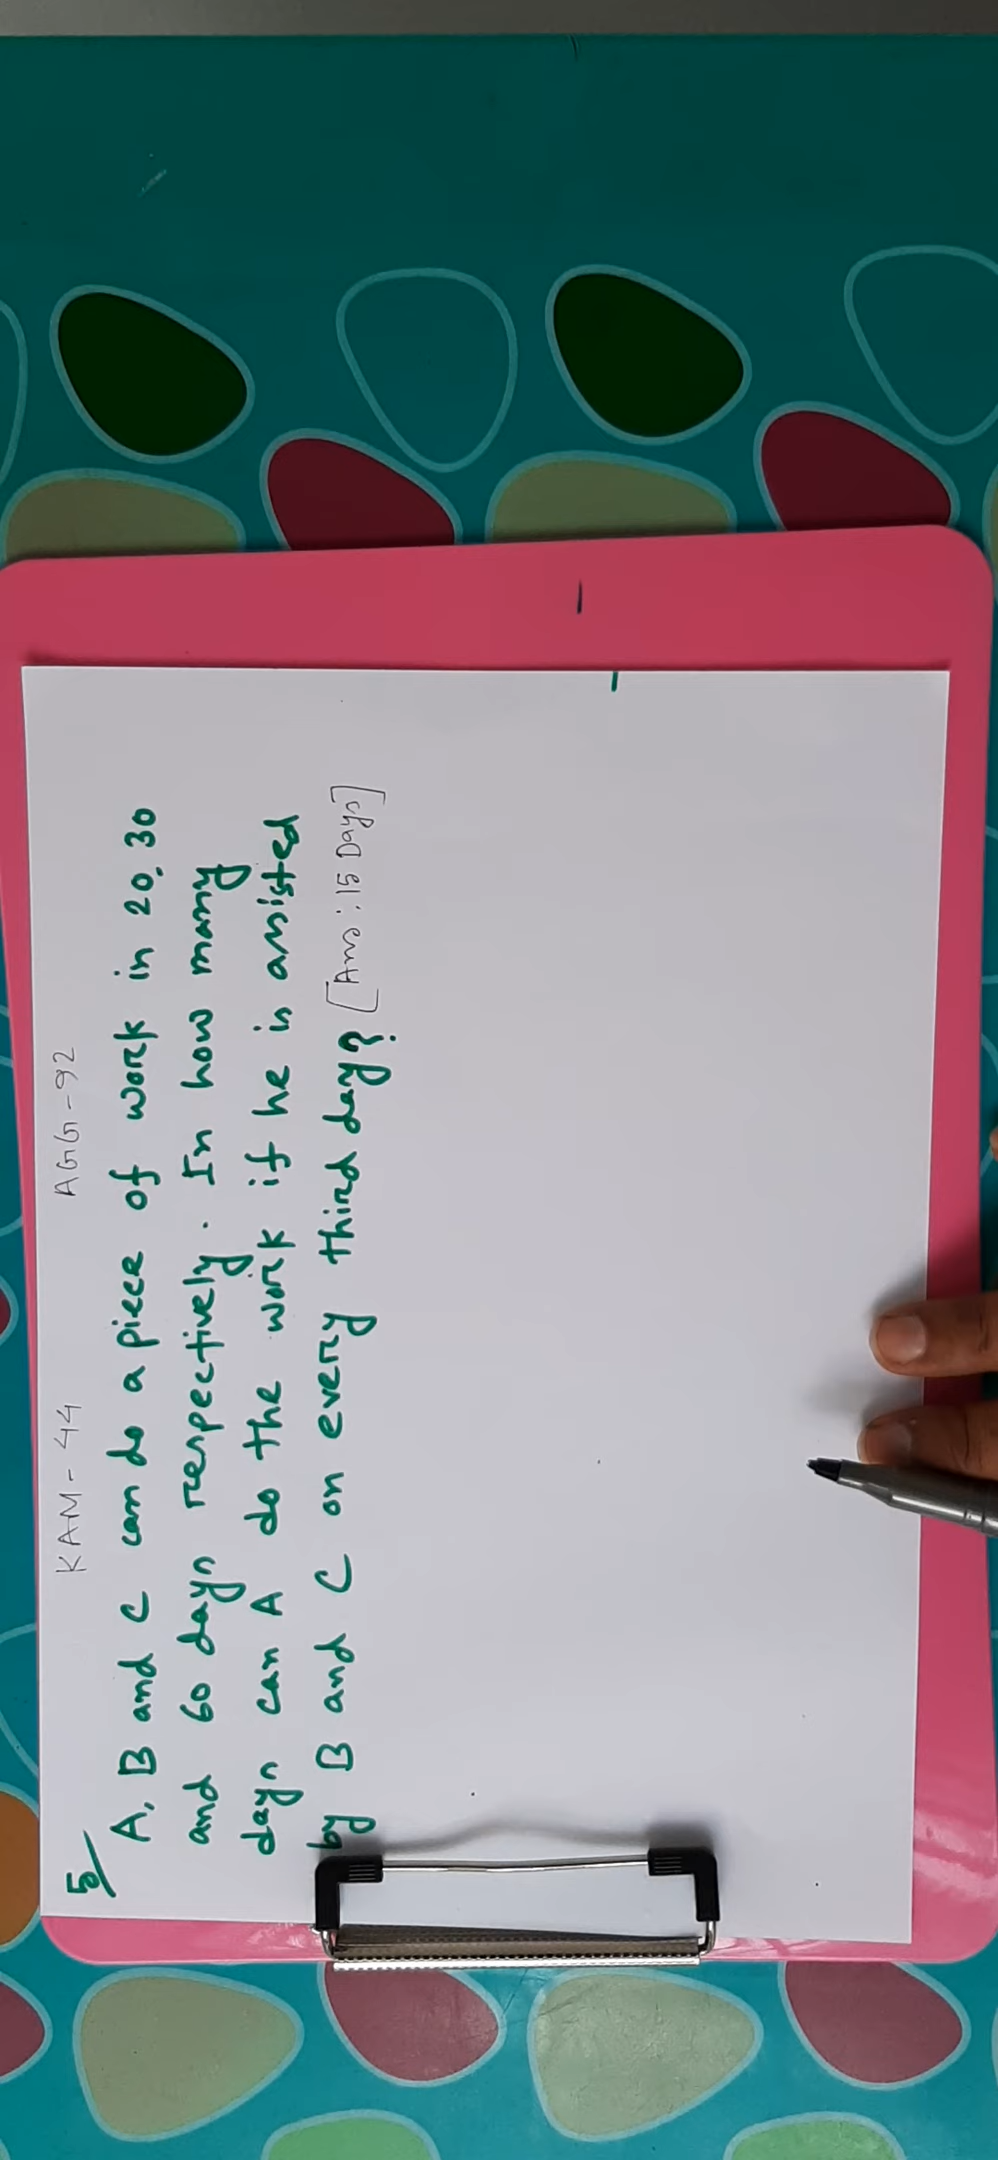 KAM-44 AGG-92
5/ A, B and C can do a piece of work in 20, 30
and 60 days respectively. In how many
days can A do the work if he is assisted
by B and C on every third day? [Ans: 15 Days]